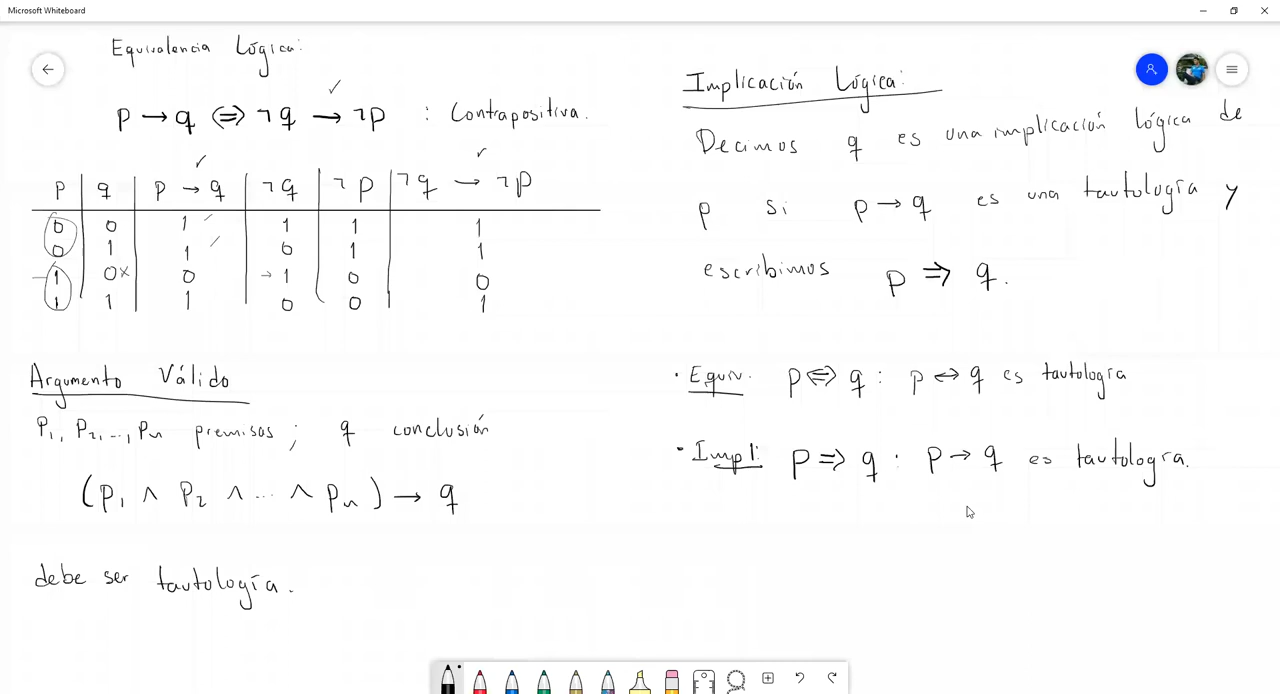 Microsoft Whiteboard
Equivalencia Lógica:
p → q ⟺ ¬q → ¬p : Contrapositiva.
p | q | p → q | ¬q | ¬p | ¬q → ¬p
0 | 0 | 1 | 1 | 1 | 1
0 | 1 | 1 | 0 | 1 | 1
1 | 0 | 0 | 1 | 0 | 0
1 | 1 | 1 | 0 | 0 | 1
Argumento Válido
P₁, P₂, ..., Pₙ premisas ; q conclusión
(P₁ ∧ P₂ ∧ ... ∧ Pₙ) → q
debe ser tautología.
Implicación Lógica:
Decimos q es una implicación lógica de
p si p → q es una tautología y
escribimos p ⟹ q.
· Equiv. p ⟺ q : p ↔ q es tautología
· Impl: p ⟹ q : p → q es tautología.